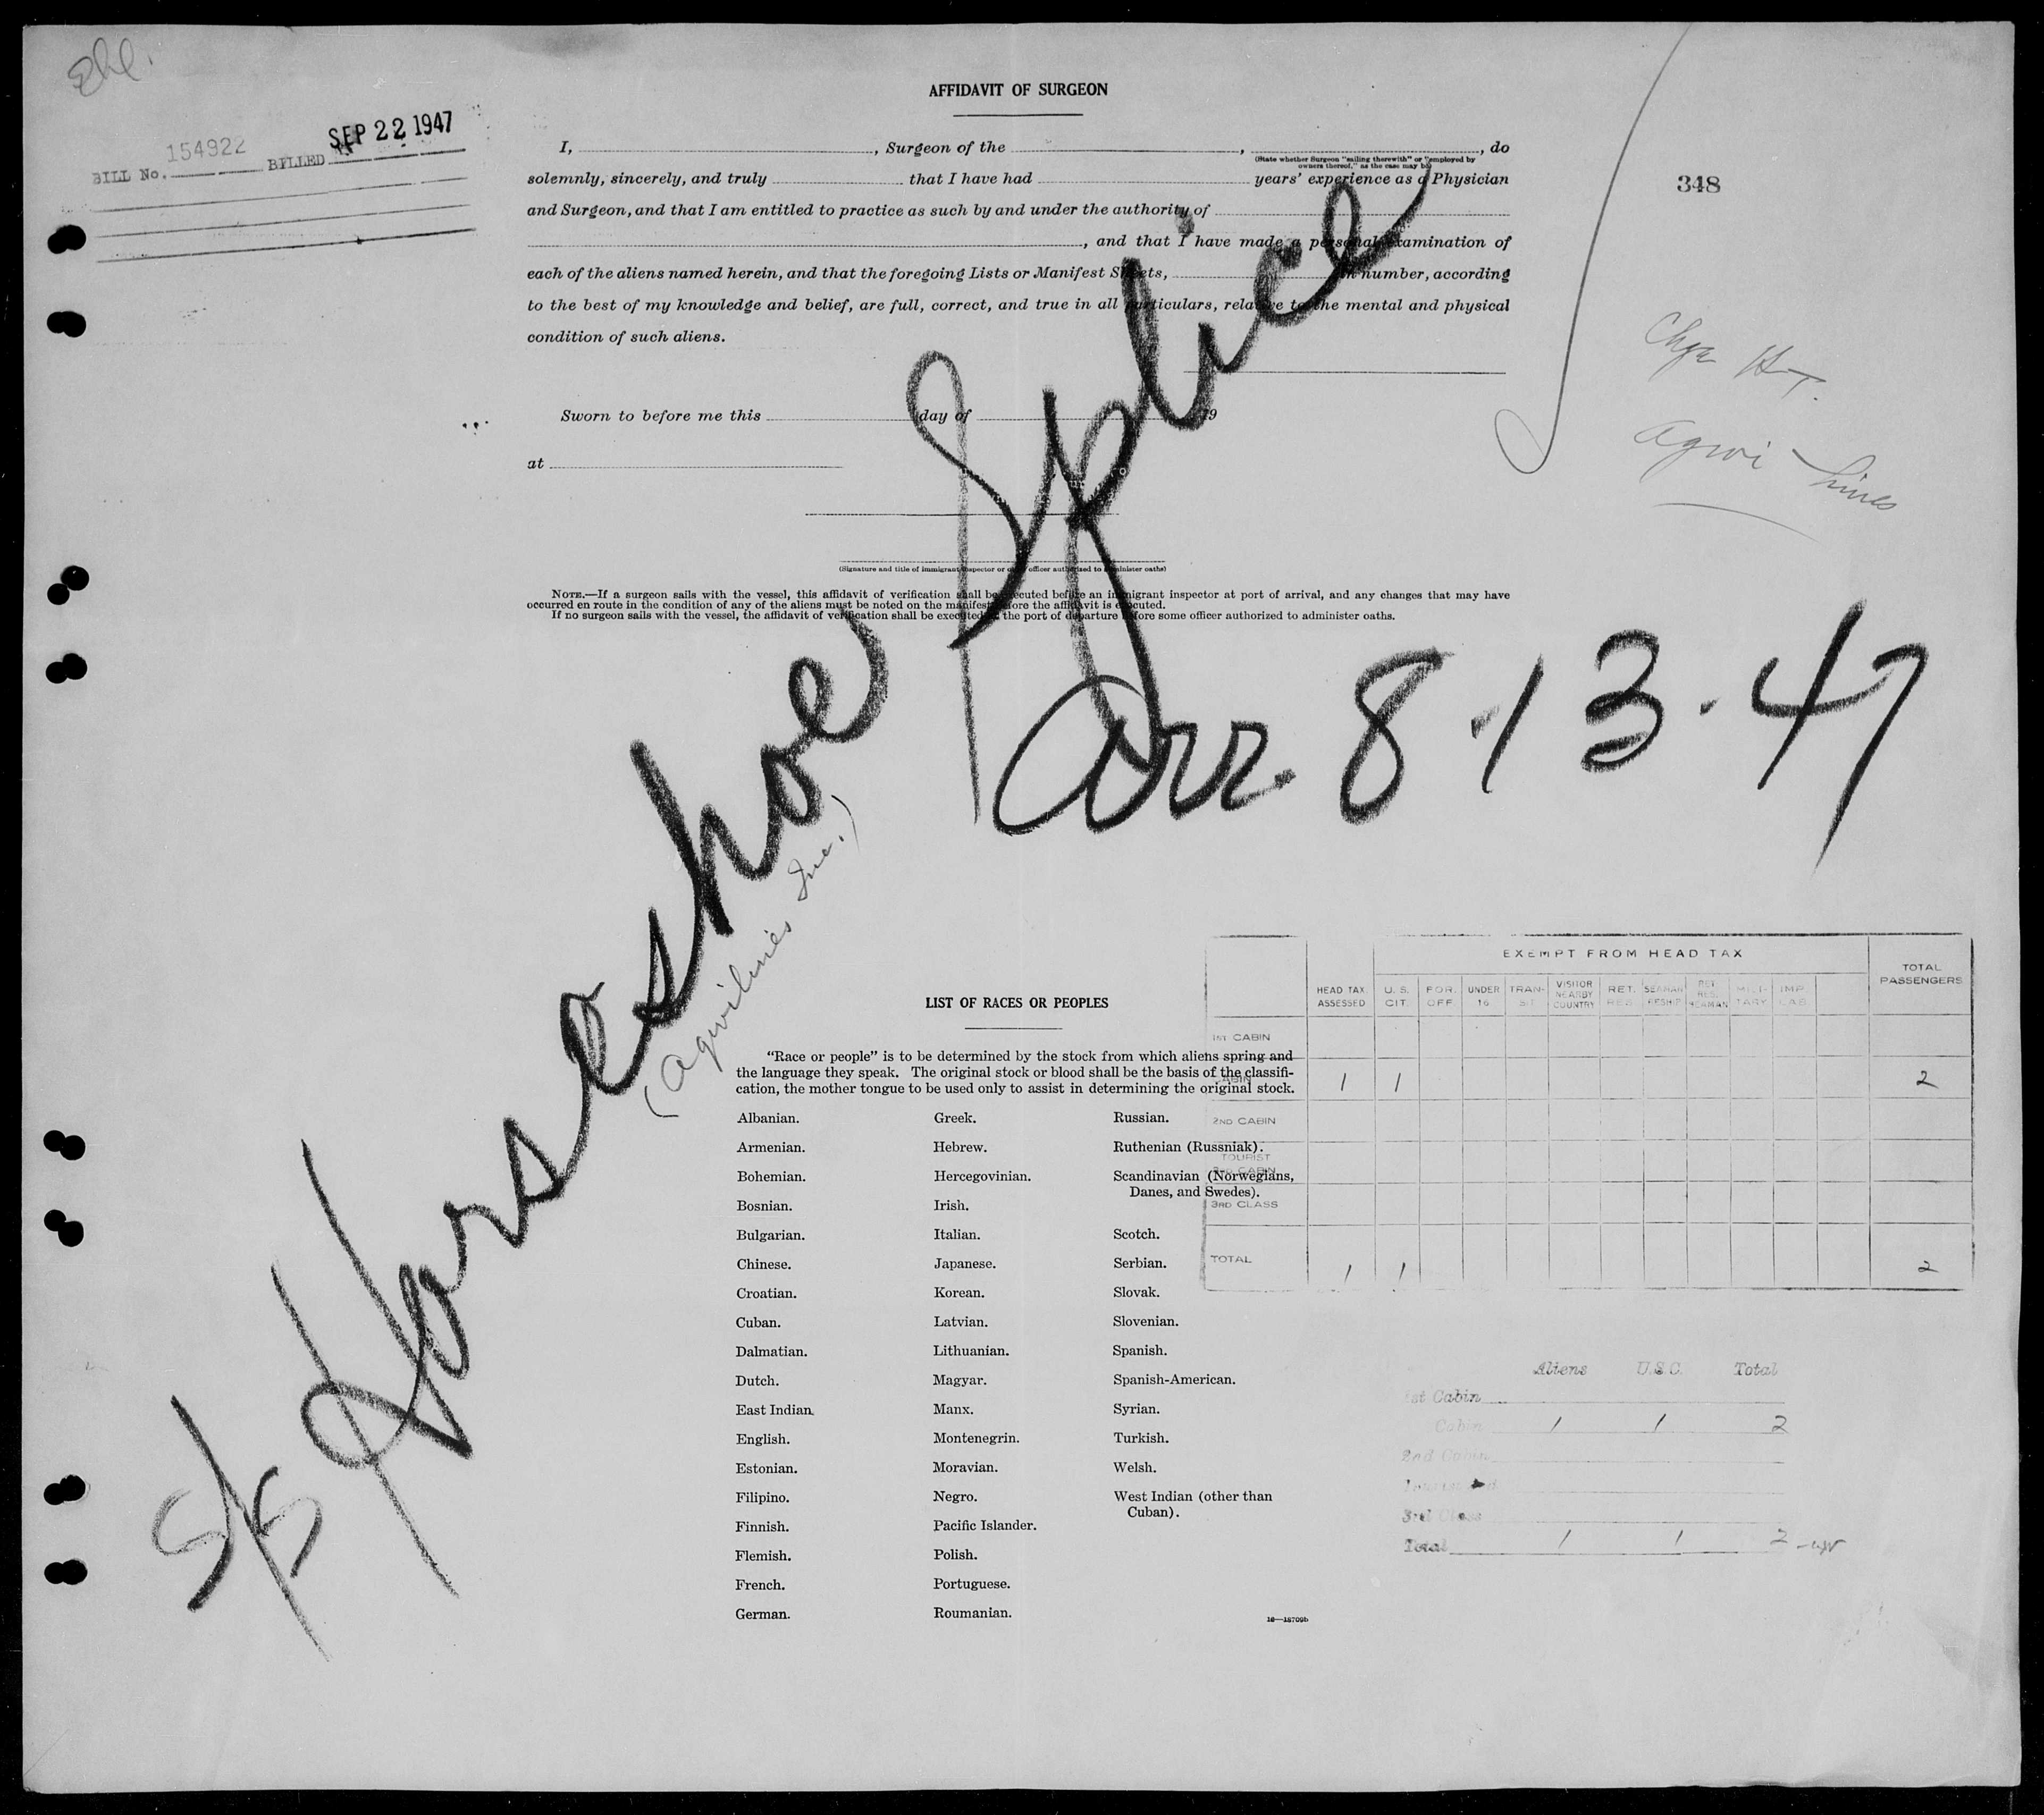 Ehl.
BILL No. 154922 BILLED SEP 22 1947
AFFIDAVIT OF SURGEON
I, , Surgeon of the , , do
(State whether Surgeon "sailing therewith" or "employed by
owners thereof," as the case may be)
solemnly, sincerely, and truly that I have had years' experience as a Physician
348
and Surgeon, and that I am entitled to practice as such by and under the authority of
, and that I have made a personal examination of
each of the aliens named herein, and that the foregoing Lists or Manifest Sheets, in number, according
to the best of my knowledge and belief, are full, correct, and true in all particulars, relative to the mental and physical
condition of such aliens.
Chge H-T.
Agwi Lines
Sworn to before me this day of 19
at
(Signature and title of immigrant inspector or other officer authorized to administer oaths)
NOTE.—If a surgeon sails with the vessel, this affidavit of verification shall be executed before an immigrant inspector at port of arrival, and any changes that may have
occurred en route in the condition of any of the aliens must be noted on the manifest before the affidavit is executed.
If no surgeon sails with the vessel, the affidavit of verification shall be executed at the port of departure before some officer authorized to administer oaths.
S/S Horseshoe Splice
(Agwilines Inc.)
Arr. 8-13-47
EXEMPT FROM HEAD TAX
HEAD TAX ASSESSED U. S. CIT. FOR. OFF. UNDER 16 TRAN- SIT VISITOR NEARBY COUNTRY RET. RES. SEAMAN RESHIP RET. RES. SEAMAN MILI- TARY IMP CAS TOTAL PASSENGERS
1ST CABIN
CABIN 1 1 2
2ND CABIN
TOURIST
3RD CABIN
3RD CLASS
TOTAL 1 1 2
LIST OF RACES OR PEOPLES
"Race or people" is to be determined by the stock from which aliens spring and
the language they speak. The original stock or blood shall be the basis of the classifi-
cation, the mother tongue to be used only to assist in determining the original stock.
Albanian. Greek. Russian.
Armenian. Hebrew. Ruthenian (Russniak).
Bohemian. Hercegovinian. Scandinavian (Norwegians,
Danes, and Swedes).
Bosnian. Irish.
Bulgarian. Italian. Scotch.
Chinese. Japanese. Serbian.
Croatian. Korean. Slovak.
Cuban. Latvian. Slovenian.
Dalmatian. Lithuanian. Spanish.
Dutch. Magyar. Spanish-American.
East Indian. Manx. Syrian.
English. Montenegrin. Turkish.
Estonian. Moravian. Welsh.
Filipino. Negro. West Indian (other than
Cuban).
Finnish. Pacific Islander.
Flemish. Polish.
French. Portuguese.
German. Roumanian.
16—18709b
Aliens U.S.C. Total
1st Cabin
Cabin 1 1 2
2nd Cabin
3rd Class
Total 1 1 2